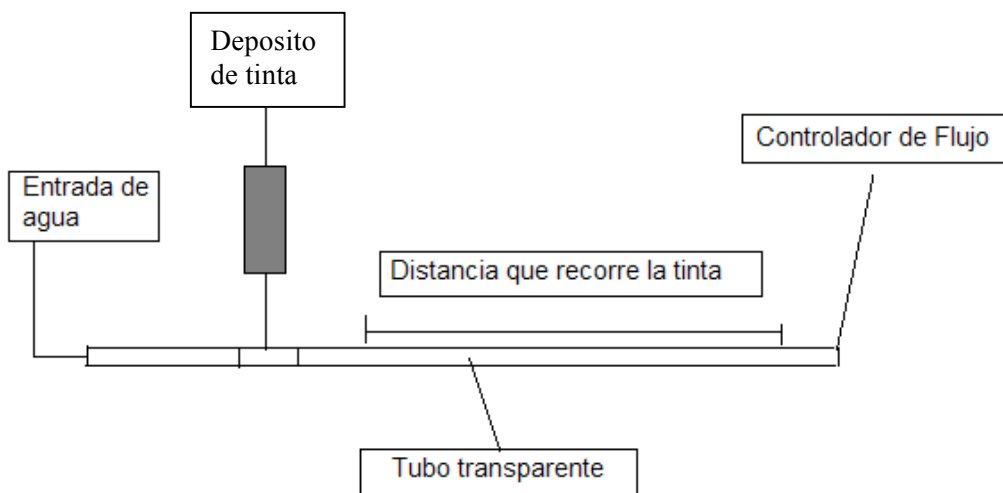 Deposito
de tinta
Controlador de Flujo
Entrada de
agua
Distancia que recorre la tinta
Tubo transparente